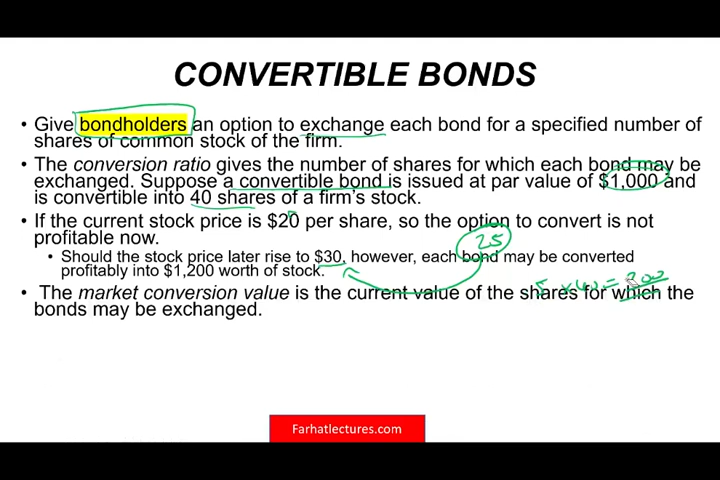 CONVERTIBLE BONDS
• Give bondholders an option to exchange each bond for a specified number of
shares of common stock of the firm.
• The conversion ratio gives the number of shares for which each bond may be
exchanged. Suppose a convertible bond is issued at par value of $1,000 and
is convertible into 40 shares of a firm's stock.
• If the current stock price is $20 per share, so the option to convert is not
profitable now.
25
• Should the stock price later rise to $30, however, each bond may be converted
profitably into $1,200 worth of stock.
5 x 40 = 200
• The market conversion value is the current value of the shares for which the
bonds may be exchanged.
Farhatlectures.com